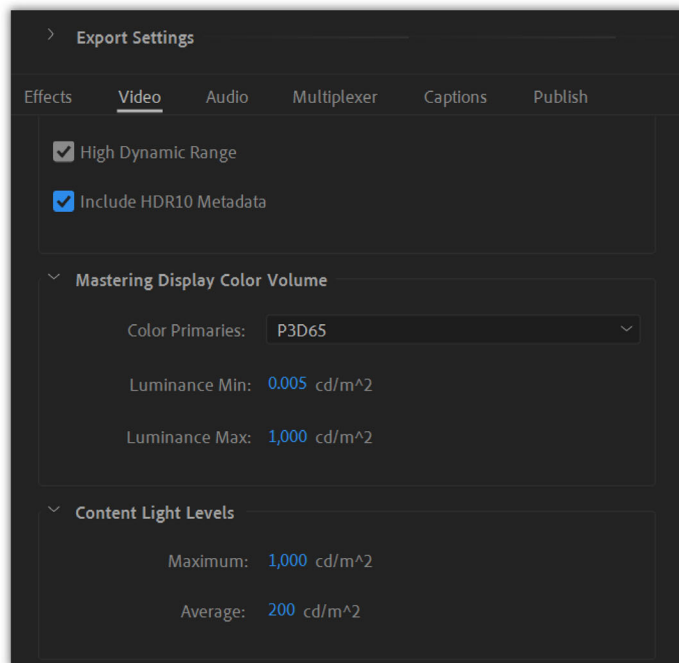 Export Settings
Effects Video Audio Multiplexer Captions Publish
High Dynamic Range
Include HDR10 Metadata
Mastering Display Color Volume
Color Primaries: P3D65
Luminance Min: 0.005 cd/m^2
Luminance Max: 1,000 cd/m^2
Content Light Levels
Maximum: 1,000 cd/m^2
Average: 200 cd/m^2